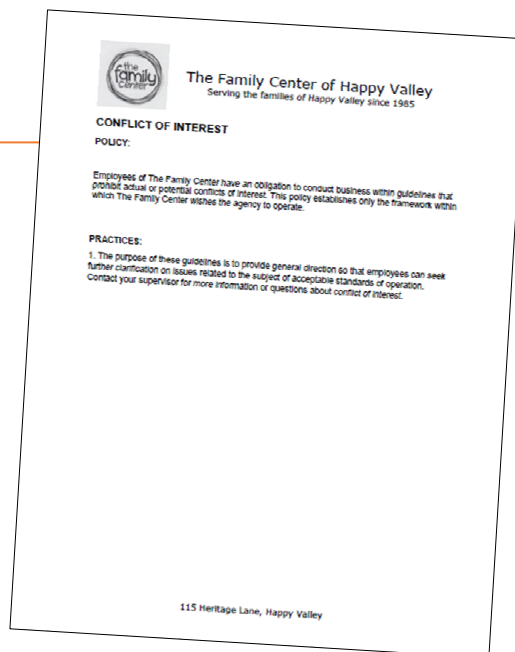 the
family
center
The Family Center of Happy Valley
Serving the families of Happy Valley since 1985
CONFLICT OF INTEREST
POLICY:
Employees of The Family Center have an obligation to conduct business within guidelines that
prohibit actual or potential conflicts of interest. This policy establishes only the framework within
which The Family Center wishes the agency to operate.
PRACTICES:
1. The purpose of these guidelines is to provide general direction so that employees can seek
further clarification on issues related to the subject of acceptable standards of operation.
Contact your supervisor for more information or questions about conflict of interest.
115 Heritage Lane, Happy Valley